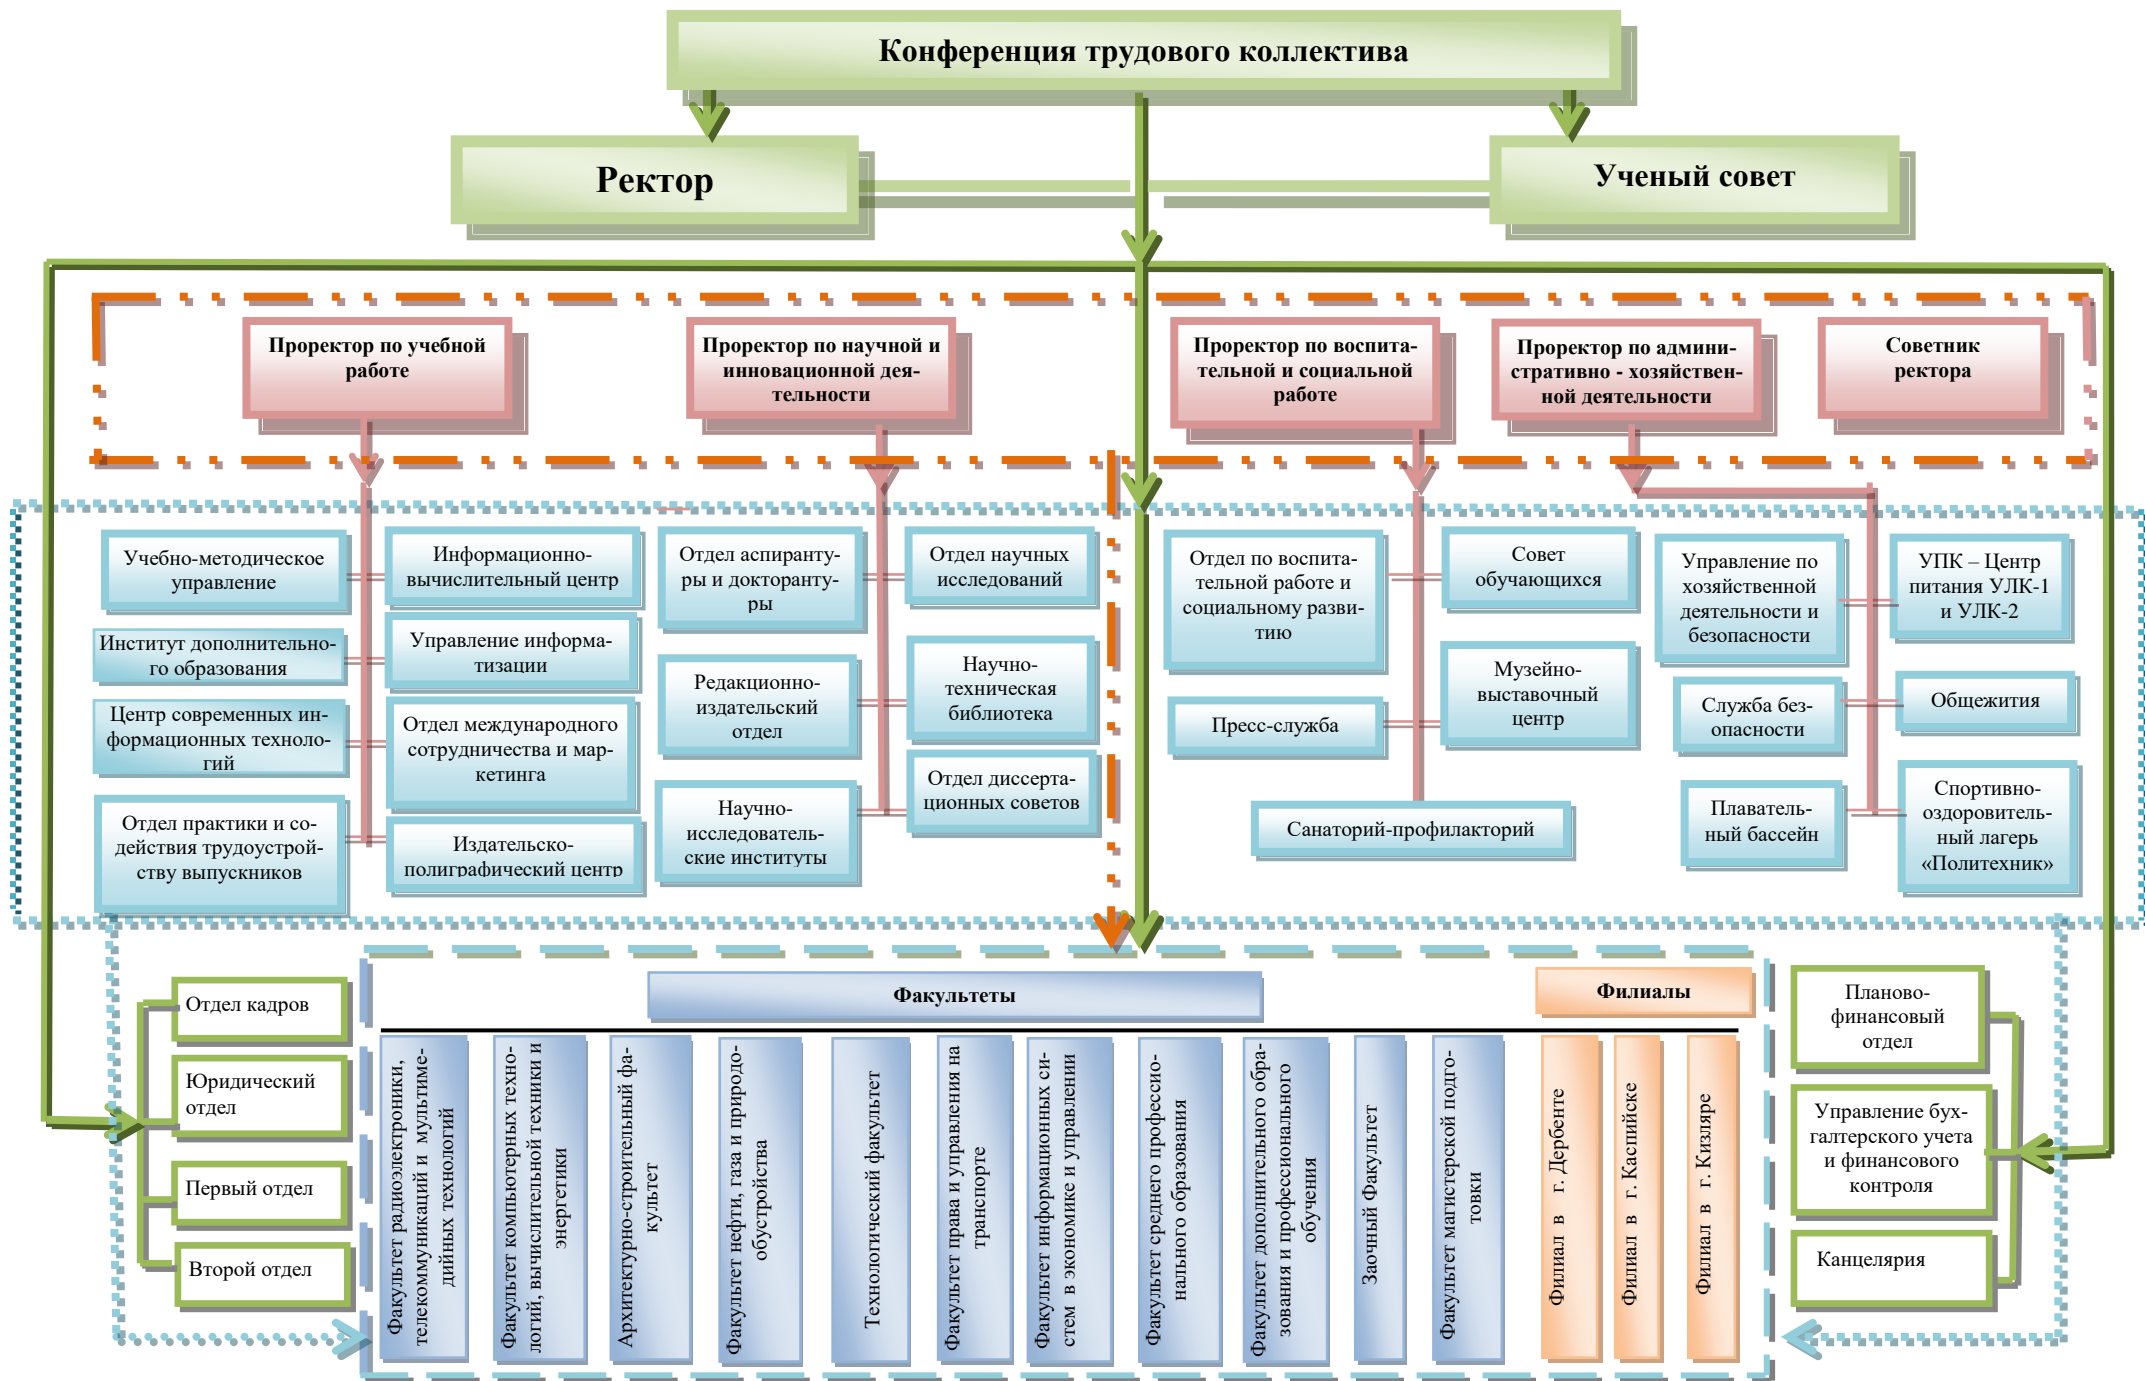 Конференция трудового коллектива
Ректор
Ученый совет
Проректор по учебной
работе
Проректор по научной и
инновационной дея-
тельности
Проректор по воспита-
тельной и социальной
работе
Проректор по админи-
стративно - хозяйствен-
ной деятельности
Советник
ректора
Учебно-методическое
управление
Информационно-
вычислительный центр
Институт дополнительно-
го образования
Управление информа-
тизации
Центр современных ин-
формационных техноло-
гий
Отдел международного
сотрудничества и мар-
кетинга
Отдел практики и со-
действия трудоустрой-
ству выпускников
Издательско-
полиграфический центр
Отдел аспиранту-
ры и докторанту-
ры
Отдел научных
исследований
Редакционно-
издательский
отдел
Научно-
техническая
библиотека
Научно-
исследователь-
ские институты
Отдел диссерта-
ционных советов
Отдел по воспита-
тельной работе и
социальному разви-
тию
Совет
обучающихся
Пресс-служба
Музейно-
выставочный
центр
Санаторий-профилакторий
Управление по
хозяйственной
деятельности и
безопасности
УПК – Центр
питания УЛК-1
и УЛК-2
Служба без-
опасности
Общежития
Плаватель-
ный бассейн
Спортивно-
оздоровитель-
ный лагерь
«Политехник»
Отдел кадров
Юридический
отдел
Первый отдел
Второй отдел
Факультеты
Филиалы
Факультет радиоэлектроники,
телекоммуникаций и мультиме-
дийных технологий
Факультет компьютерных техно-
логий, вычислительной техники и
энергетики
Архитектурно-строительный фа-
культет
Факультет нефти, газа и природо-
обустройства
Технологический факультет
Факультет права и управления на
транспорте
Факультет информационных си-
стем в экономике и управлении
Факультет среднего профессио-
нального образования
Факультет дополнительного обра-
зования и профессионального
обучения
Заочный Факультет
Факультет магистерской подго-
товки
Филиал в г. Дербенте
Филиал в г. Каспийске
Филиал в г. Кизляре
Планово-
финансовый
отдел
Управление бух-
галтерского учета
и финансового
контроля
Канцелярия